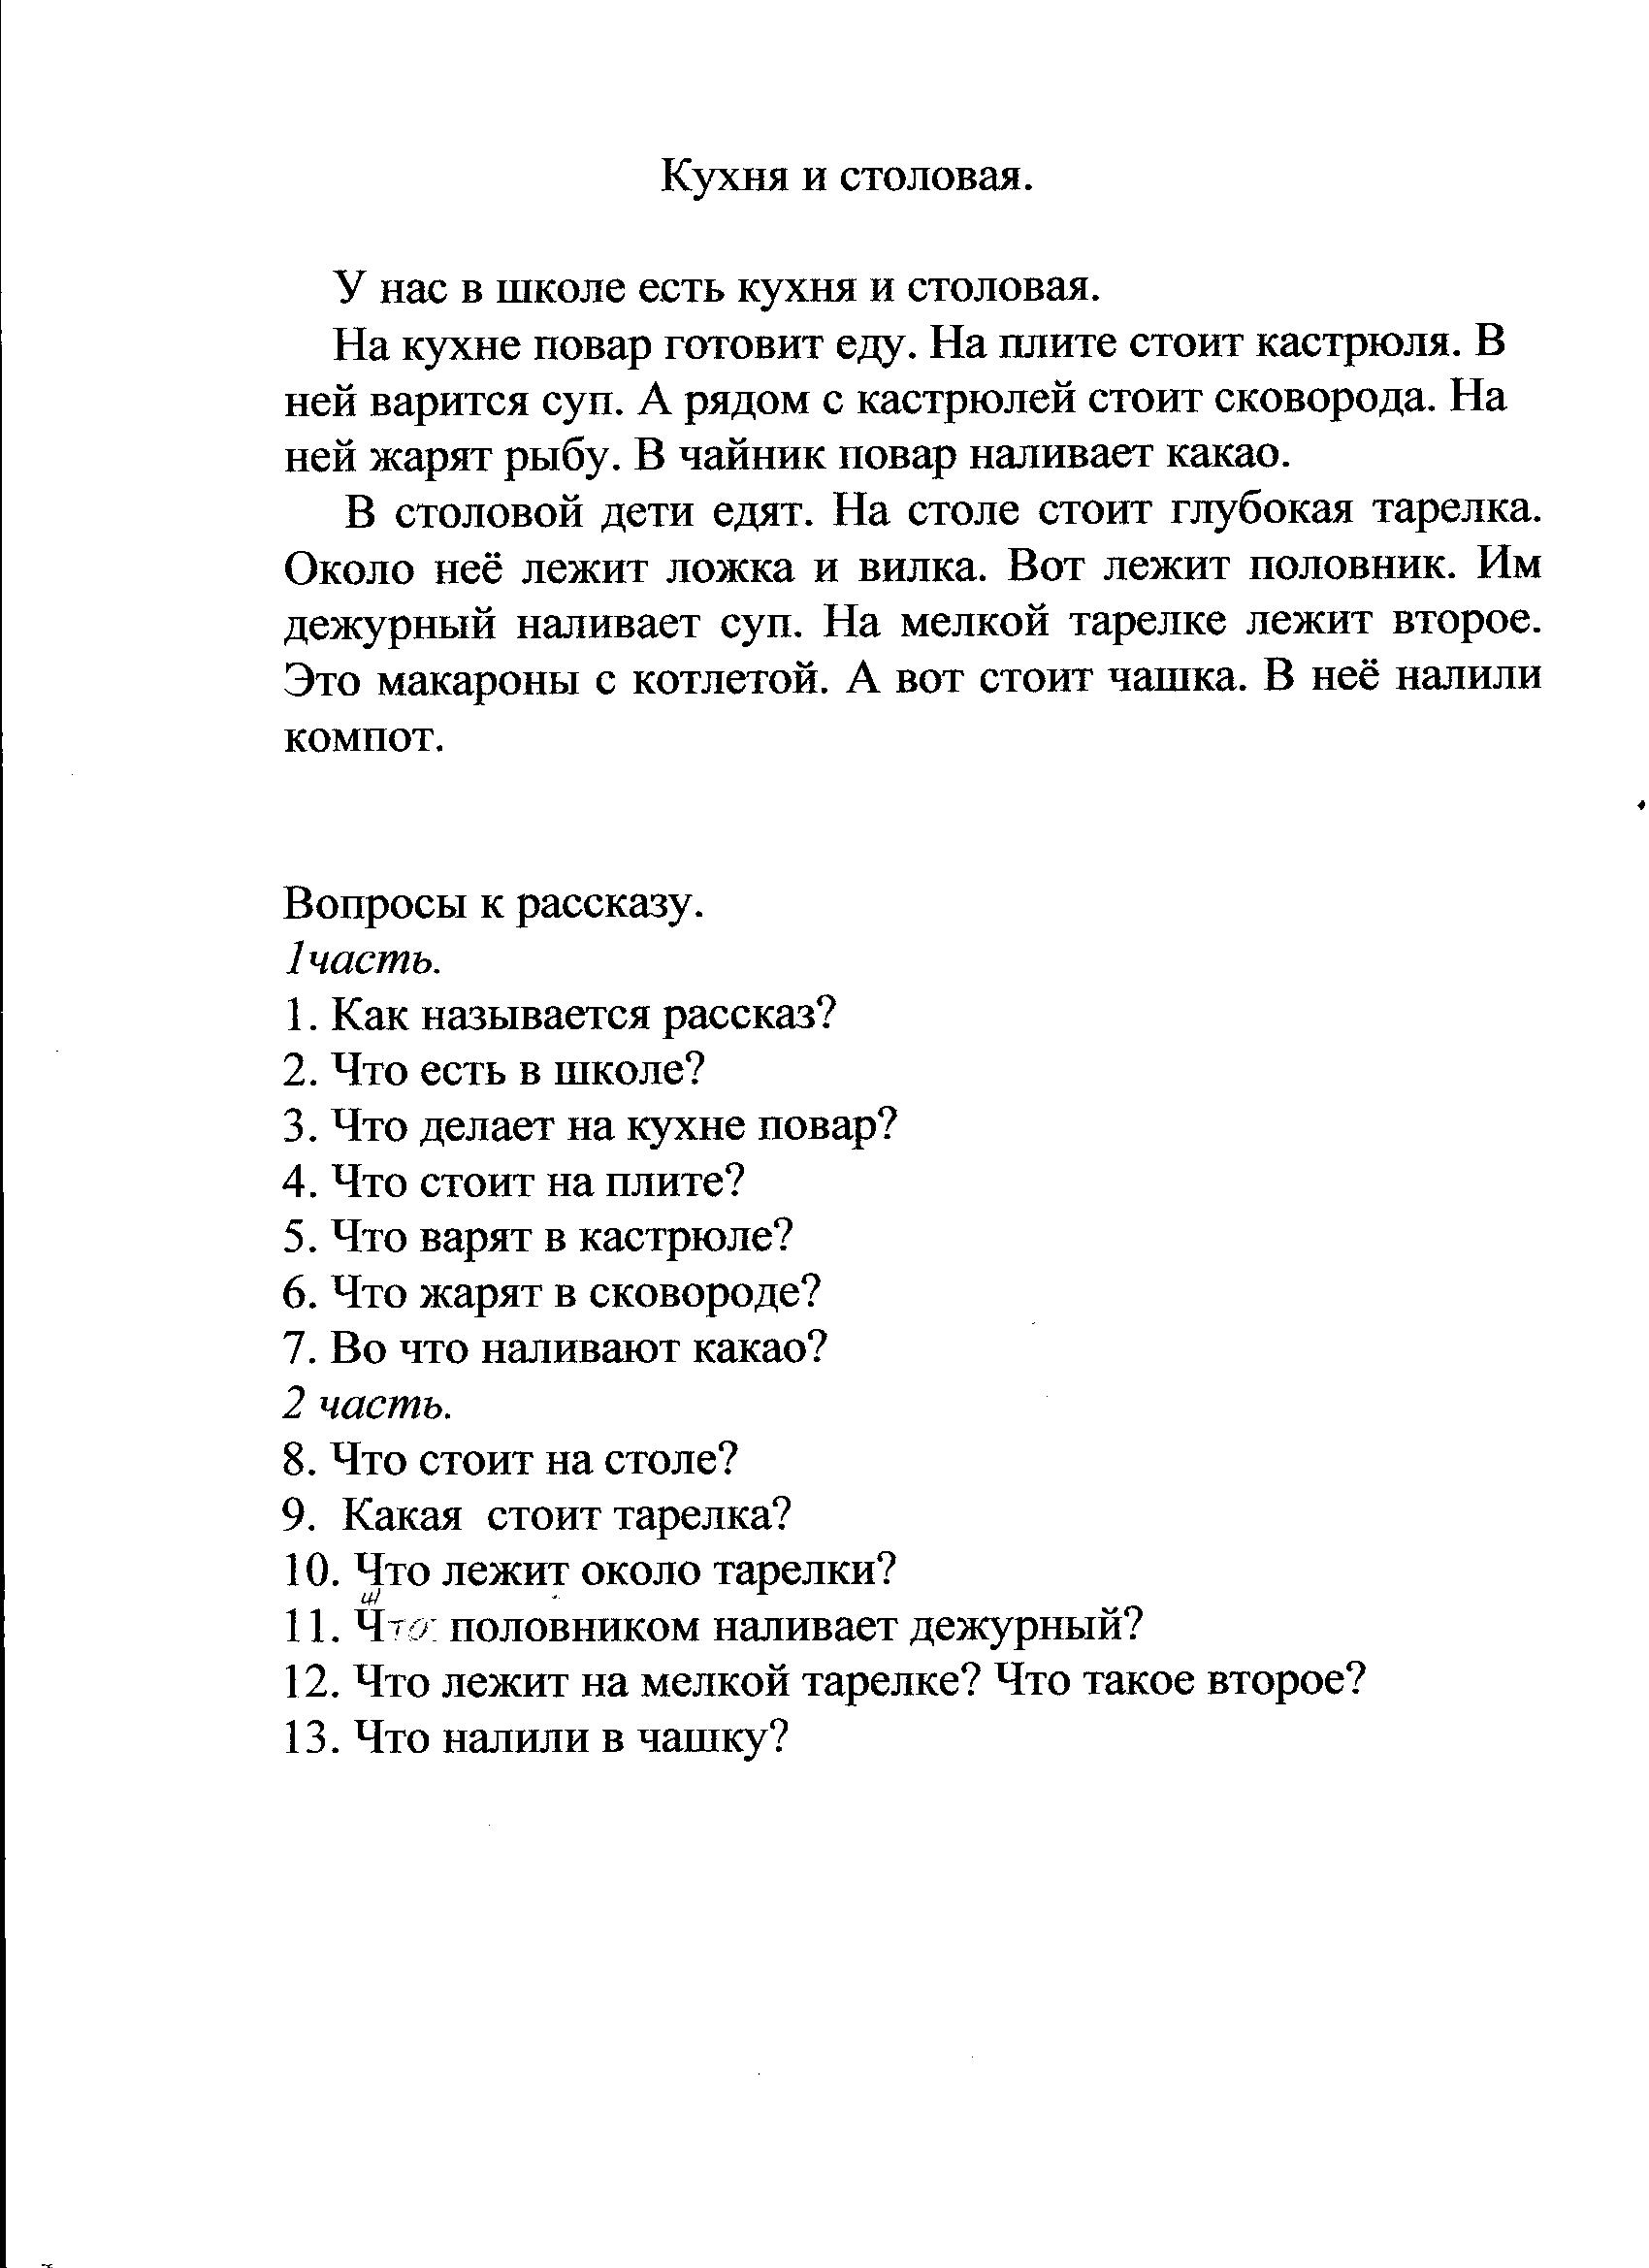 Кухня и столовая.
У нас в школе есть кухня и столовая.
На кухне повар готовит еду. На плите стоит кастрюля. В
ней варится суп. А рядом с кастрюлей стоит сковорода. На
ней жарят рыбу. В чайник повар наливает какао.
В столовой дети едят. На столе стоит глубокая тарелка.
Около неё лежит ложка и вилка. Вот лежит половник. Им
дежурный наливает суп. На мелкой тарелке лежит второе.
Это макароны с котлетой. А вот стоит чашка. В неё налили
компот.
Вопросы к рассказу.
1часть.
1. Как называется рассказ?
2. Что есть в школе?
3. Что делает на кухне повар?
4. Что стоит на плите?
5. Что варят в кастрюле?
6. Что жарят в сковороде?
7. Во что наливают какао?
2 часть.
8. Что стоит на столе?
9. Какая стоит тарелка?
10. Что лежит около тарелки?
ш
11. Что половником наливает дежурный?
12. Что лежит на мелкой тарелке? Что такое второе?
13. Что налили в чашку?